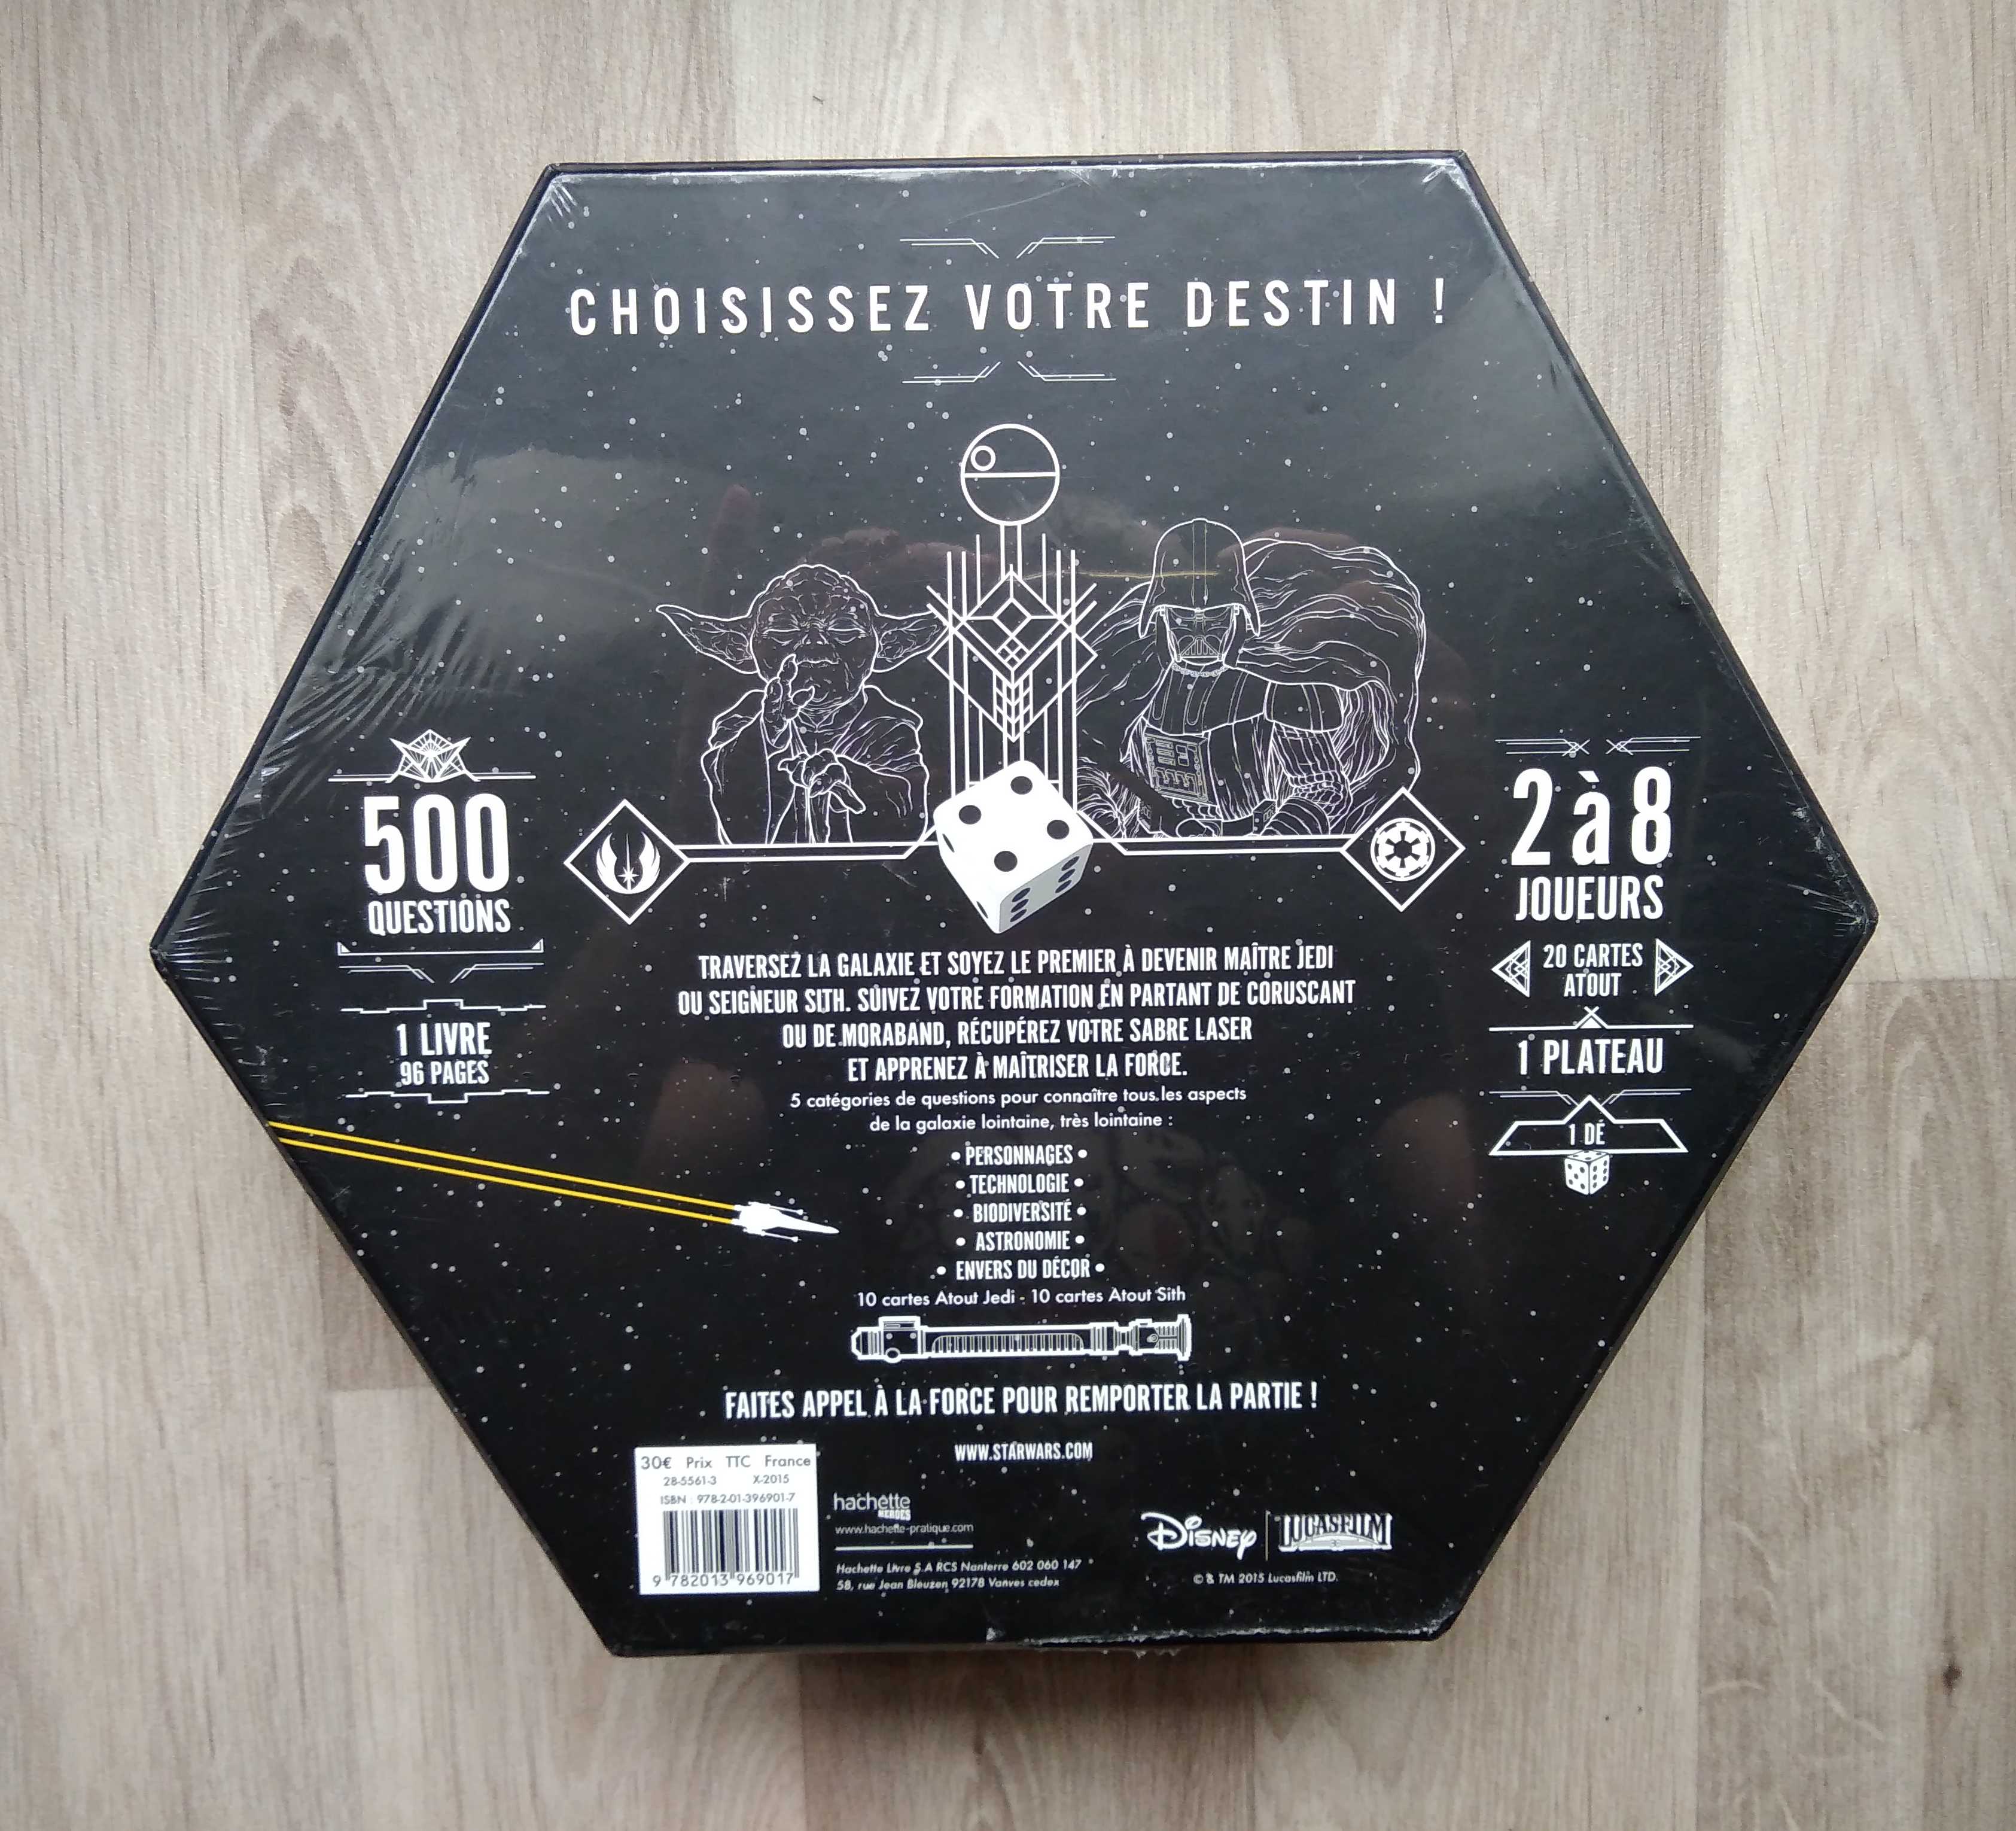 CHOISISSEZ VOTRE DESTIN !
500
QUESTIONS
1 LIVRE
96 PAGES
2 à 8
JOUEURS
20 CARTES
ATOUT
1 PLATEAU
1 DÉ
TRAVERSEZ LA GALAXIE ET SOYEZ LE PREMIER À DEVENIR MAÎTRE JEDI
OU SEIGNEUR SITH. SUIVEZ VOTRE FORMATION EN PARTANT DE CORUSCANT
OU DE MORABAND, RÉCUPÉREZ VOTRE SABRE LASER
ET APPRENEZ À MAÎTRISER LA FORCE.
5 catégories de questions pour connaître tous les aspects
de la galaxie lointaine, très lointaine :
• PERSONNAGES •
• TECHNOLOGIE •
• BIODIVERSITÉ •
• ASTRONOMIE •
• ENVERS DU DÉCOR •
10 cartes Atout Jedi - 10 cartes Atout Sith
FAITES APPEL À LA FORCE POUR REMPORTER LA PARTIE !
WWW.STARWARS.COM
30€ Prix TTC France
28-5561-3 X-2015
ISBN : 978-2-01-396901-7
9 782013 969017
hachette
HEROES
www.hachette-pratique.com
Hachette Livre S.A RCS Nanterre 602 060 147
58, rue Jean Bleuzen 92178 Vanves cedex
DISNEY | LUCASFILM
© & TM 2015 Lucasfilm LTD.